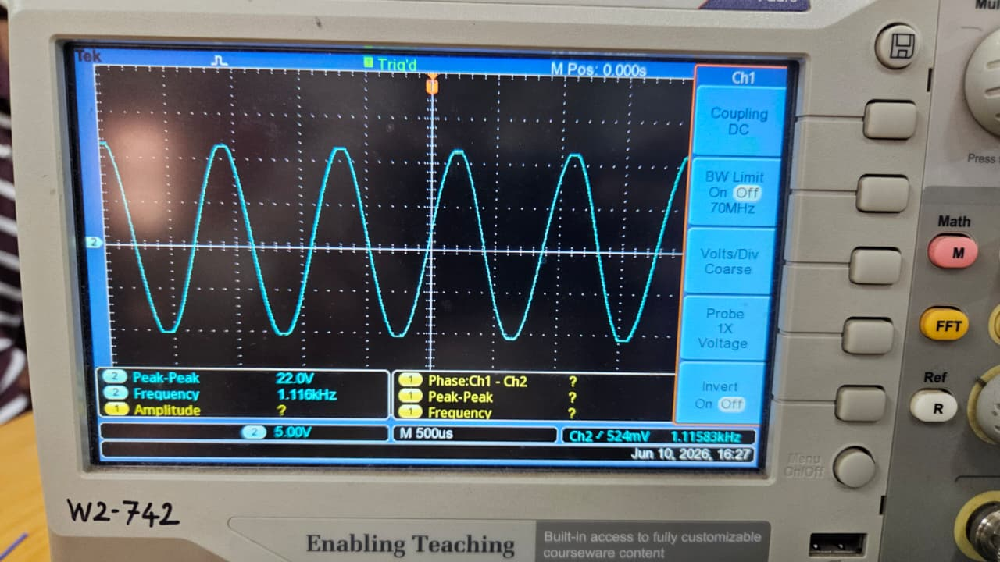 Tek
Trig'd
M Pos: 0.000s
Ch1
Coupling
DC
BW Limit
On Off
70MHz
Volts/Div
Coarse
Probe
1X
Voltage
Invert
On Off
2
2 Peak-Peak 22.0V
2 Frequency 1.116kHz
1 Amplitude ?
1 Phase:Ch1 - Ch2 ?
1 Peak-Peak ?
1 Frequency ?
2 5.00V
M 500us
Ch2 524mV 1.11583kHz
Jun 10, 2026, 16:27
Press
Math
M
FFT
Ref
R
Menu
On/Off
W2-742
Enabling Teaching
Built-in access to fully customizable
courseware content